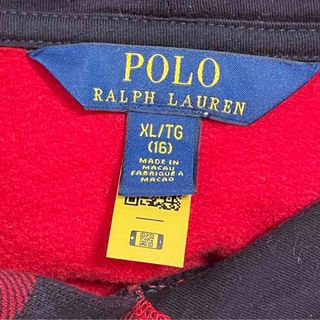 POLO
RALPH LAUREN
XL/TG
(16)
MADE IN
MACAU
FABRIQUÉ À
MACAO